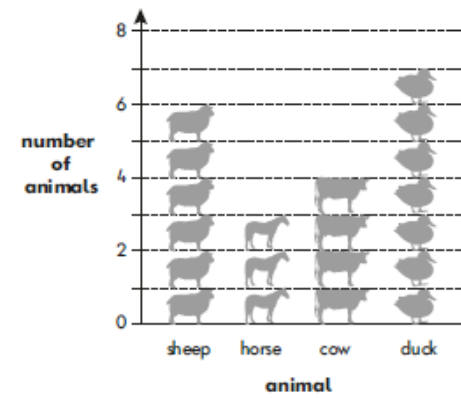 8
6
number
of
animals
4
2
0
sheep horse cow duck
animal